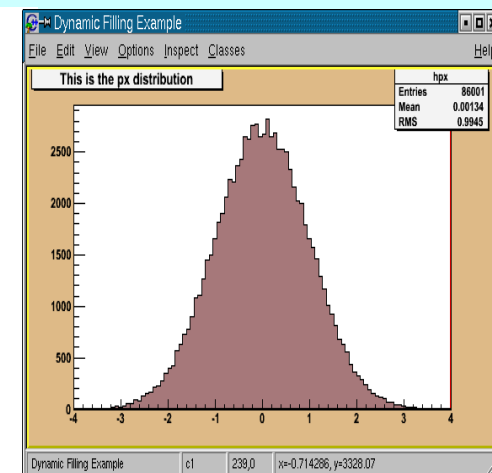 Dynamic Filling Example
File Edit View Options Inspect Classes Help
This is the px distribution
hpx
Entries 86001
Mean 0.00134
RMS 0.9945
2500
2000
1500
1000
500
0
-4 -3 -2 -1 0 1 2 3 4
Dynamic Filling Example c1 239,0 x=-0.714286, y=3328.07